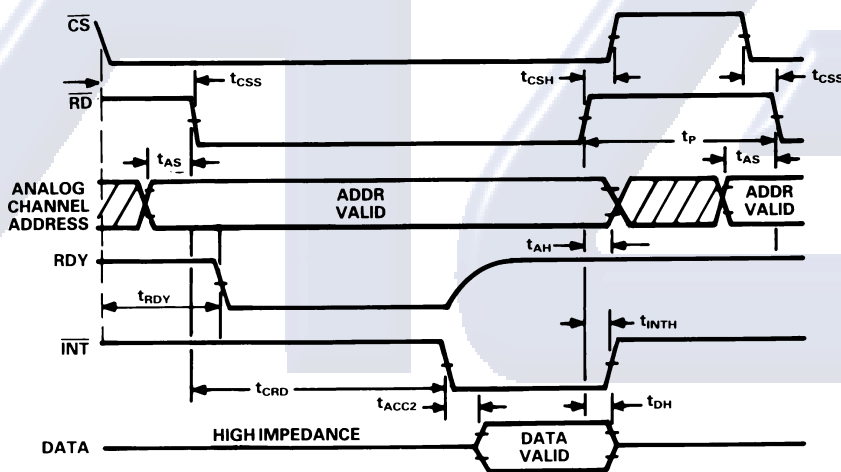 CS
tCSS
tCSH
tCSS
RD
tP
tAS
tAS
ANALOG
CHANNEL
ADDRESS
ADDR
VALID
ADDR
VALID
tAH
RDY
tRDY
tINTH
INT
tCRD
tACC2
tDH
DATA
HIGH IMPEDANCE
DATA
VALID